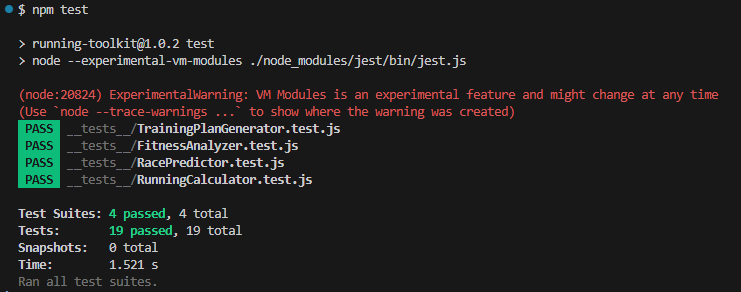 $ npm test
> running-toolkit@1.0.2 test
> node --experimental-vm-modules ./node_modules/jest/bin/jest.js
(node:20824) ExperimentalWarning: VM Modules is an experimental feature and might change at any time
(Use `node --trace-warnings ...` to show where the warning was created)
PASS __tests__/TrainingPlanGenerator.test.js
PASS __tests__/FitnessAnalyzer.test.js
PASS __tests__/RacePredictor.test.js
PASS __tests__/RunningCalculator.test.js
Test Suites: 4 passed, 4 total
Tests: 19 passed, 19 total
Snapshots: 0 total
Time: 1.521 s
Ran all test suites.